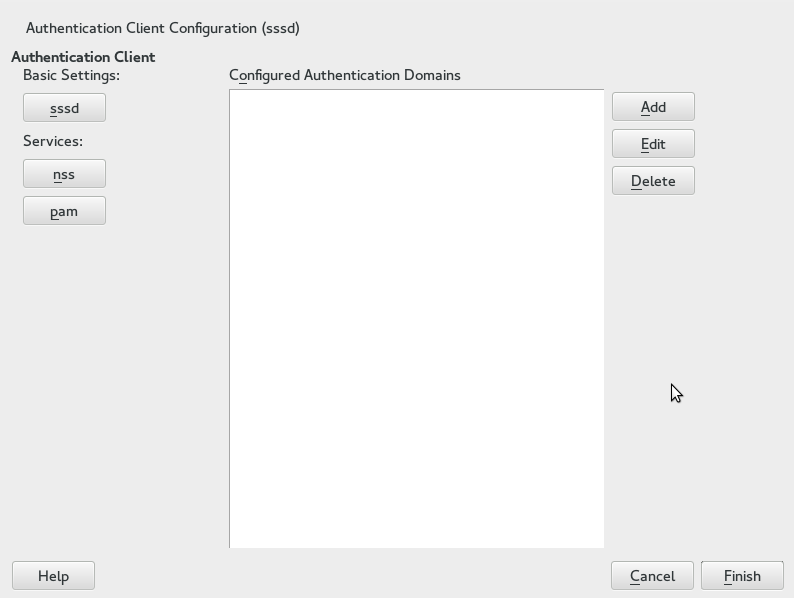 Authentication Client Configuration (sssd)
Authentication Client
Basic Settings:
sssd
Services:
nss
pam
Configured Authentication Domains
Add
Edit
Delete
Help
Cancel
Finish